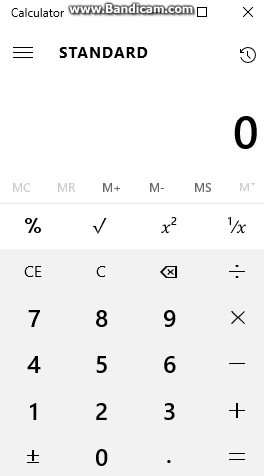 Calculator www.Bandicam.com
STANDARD
0
MC MR M+ M- MS M˅
% √ x² ¹/x
CE C ÷
7 8 9 ×
4 5 6 −
1 2 3 +
± 0 . =